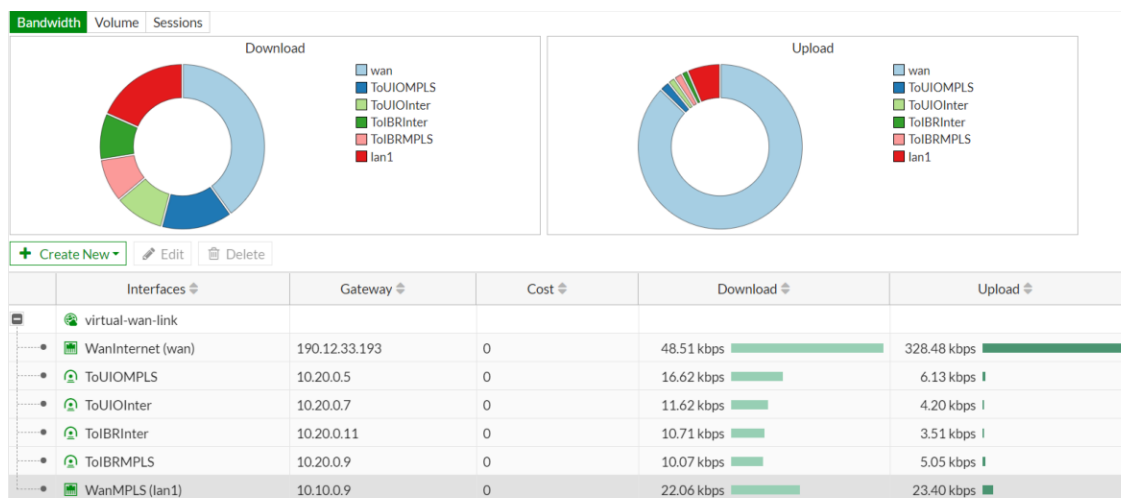 Bandwidth Volume Sessions
Download
wan
ToUIOMPLS
ToUIOInter
ToIBRInter
ToIBRMPLS
lan1
Upload
wan
ToUIOMPLS
ToUIOInter
ToIBRInter
ToIBRMPLS
lan1
+ Create New Edit Delete
Interfaces Gateway Cost Download Upload
virtual-wan-link
WanInternet (wan) 190.12.33.193 0 48.51 kbps 328.48 kbps
ToUIOMPLS 10.20.0.5 0 16.62 kbps 6.13 kbps
ToUIOInter 10.20.0.7 0 11.62 kbps 4.20 kbps
ToIBRInter 10.20.0.11 0 10.71 kbps 3.51 kbps
ToIBRMPLS 10.20.0.9 0 10.07 kbps 5.05 kbps
WanMPLS (lan1) 10.10.0.9 0 22.06 kbps 23.40 kbps